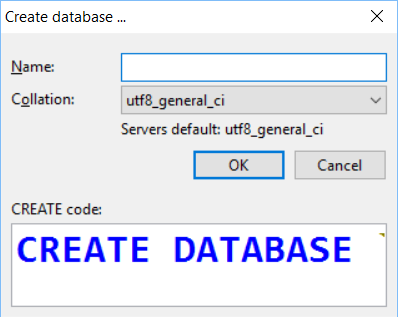 Create database ...
Name:
Collation:
utf8_general_ci
Servers default: utf8_general_ci
OK
Cancel
CREATE code:
CREATE DATABASE